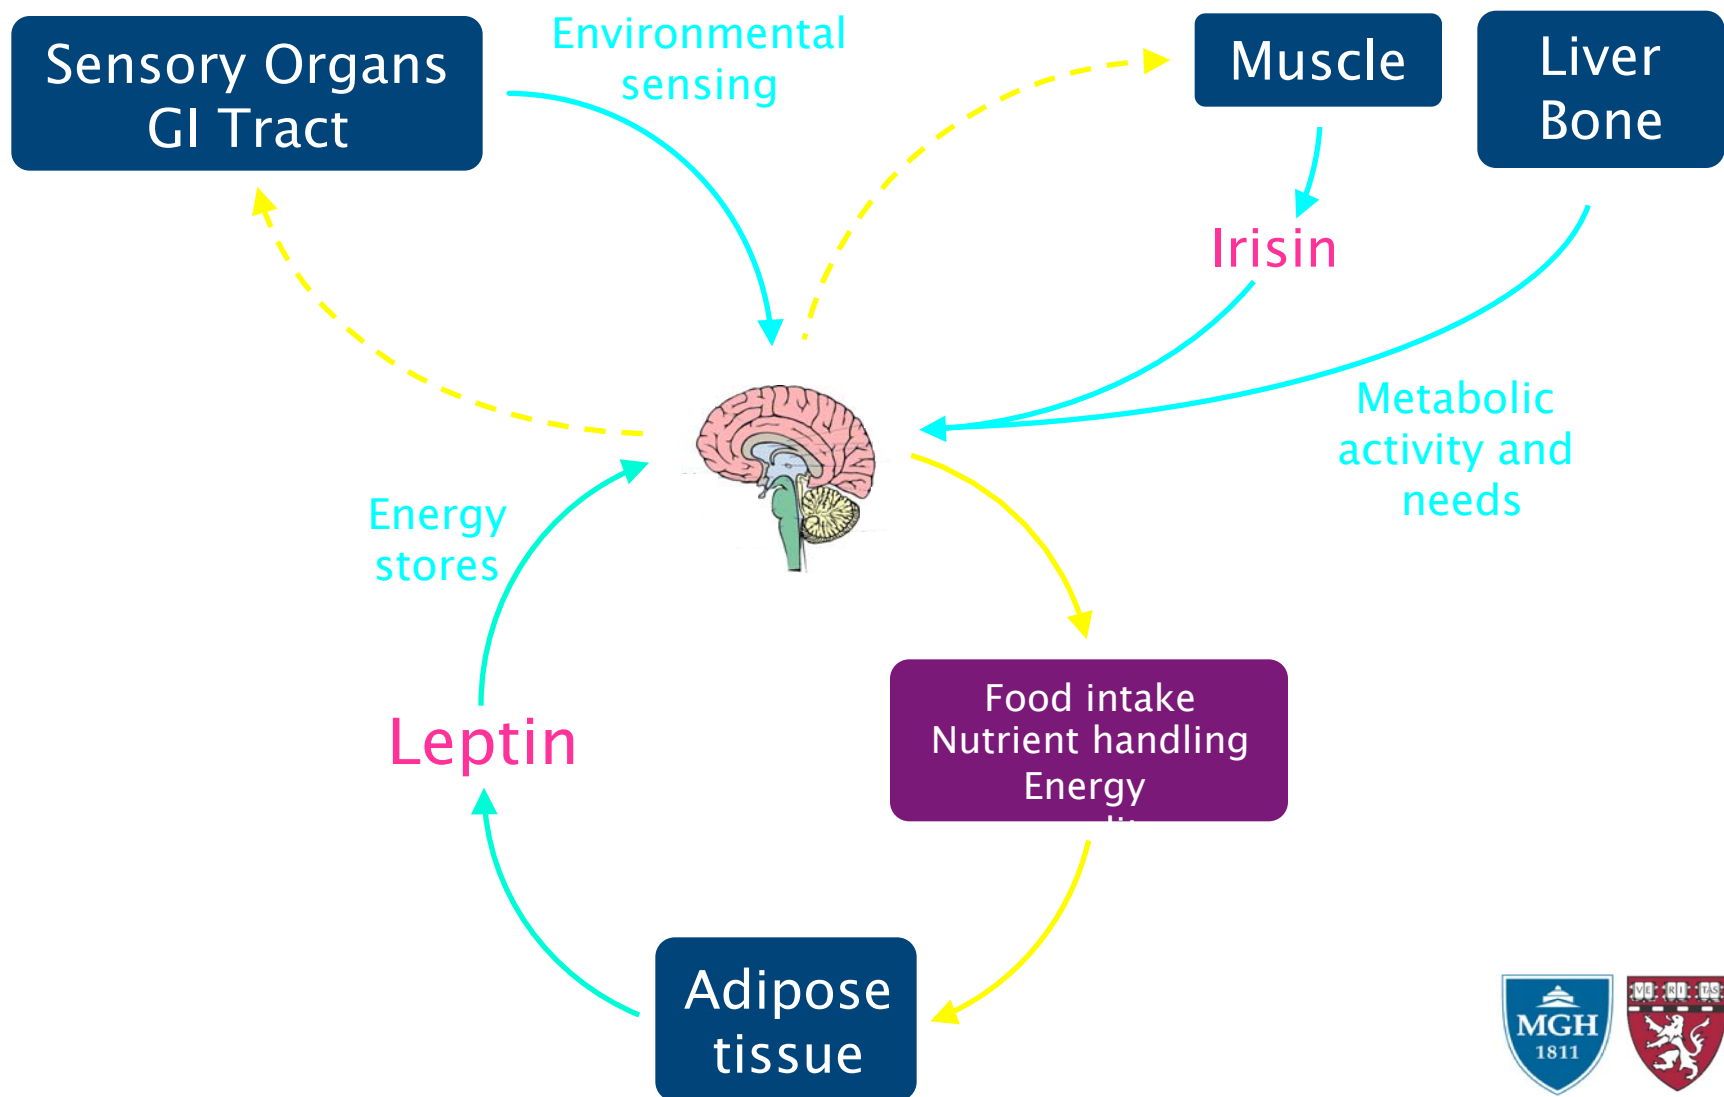 Sensory Organs
GI Tract
Environmental
sensing
Muscle
Liver
Bone
Irisin
Metabolic
activity and
needs
Energy
stores
Leptin
Food intake
Nutrient handling
Energy
Adipose
tissue
MGH
1811
VE RI TAS